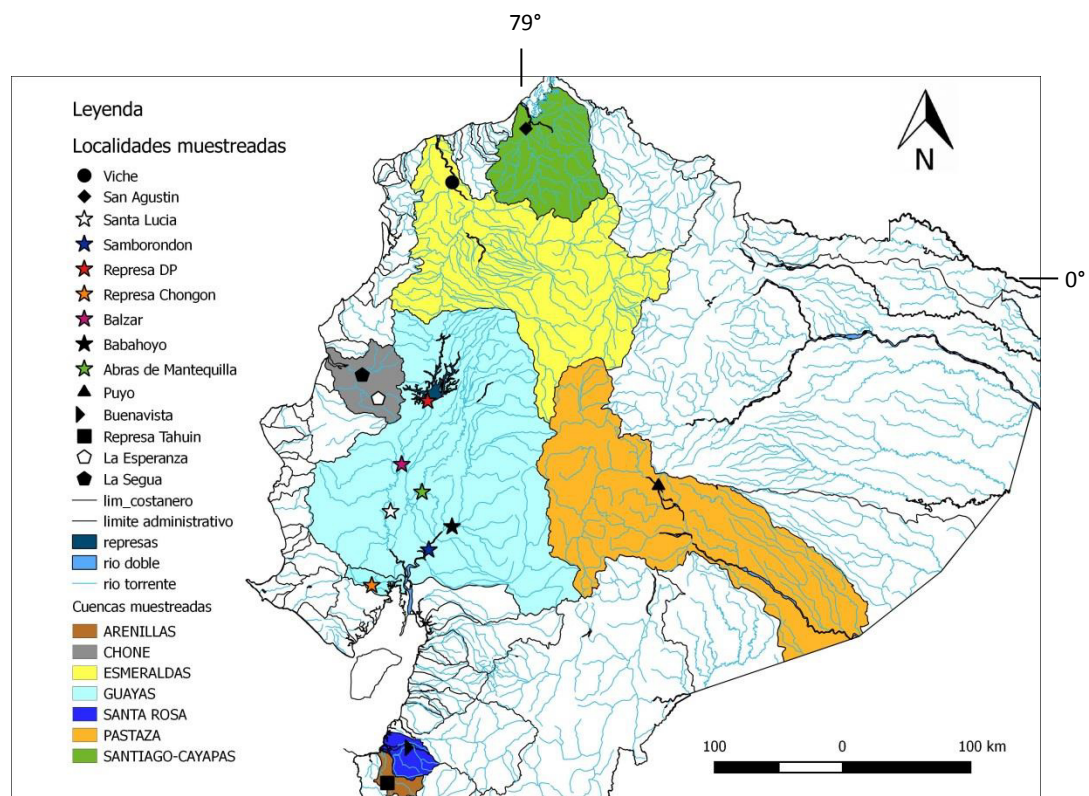 79°
Leyenda
Localidades muestreadas
Viche
San Agustin
Santa Lucia
Samborondon
Represa DP
Represa Chongon
Balzar
Babahoyo
Abras de Mantequilla
Puyo
Buenavista
Represa Tahuin
La Esperanza
La Segua
lim_costanero
limite administrativo
represas
rio doble
rio torrente
Cuencas muestreadas
ARENILLAS
CHONE
ESMERALDAS
GUAYAS
SANTA ROSA
PASTAZA
SANTIAGO-CAYAPAS
N
0°
100 0 100 km